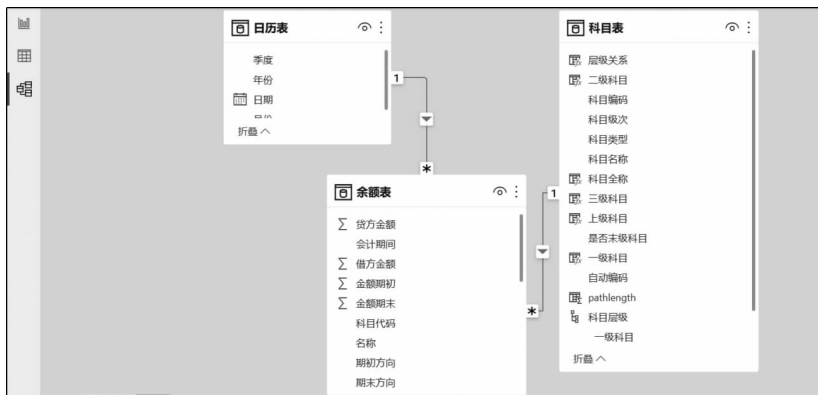 日历表
季度
年份
日期
折叠
科目表
层级关系
二级科目
科目编码
科目级次
科目类型
科目名称
科目全称
三级科目
上级科目
是否末级科目
一级科目
自动编码
pathlength
科目层级
一级科目
折叠
1
*
余额表
贷方金额
会计期间
借方金额
金额期初
金额期末
科目代码
名称
期初方向
期末方向
1
*